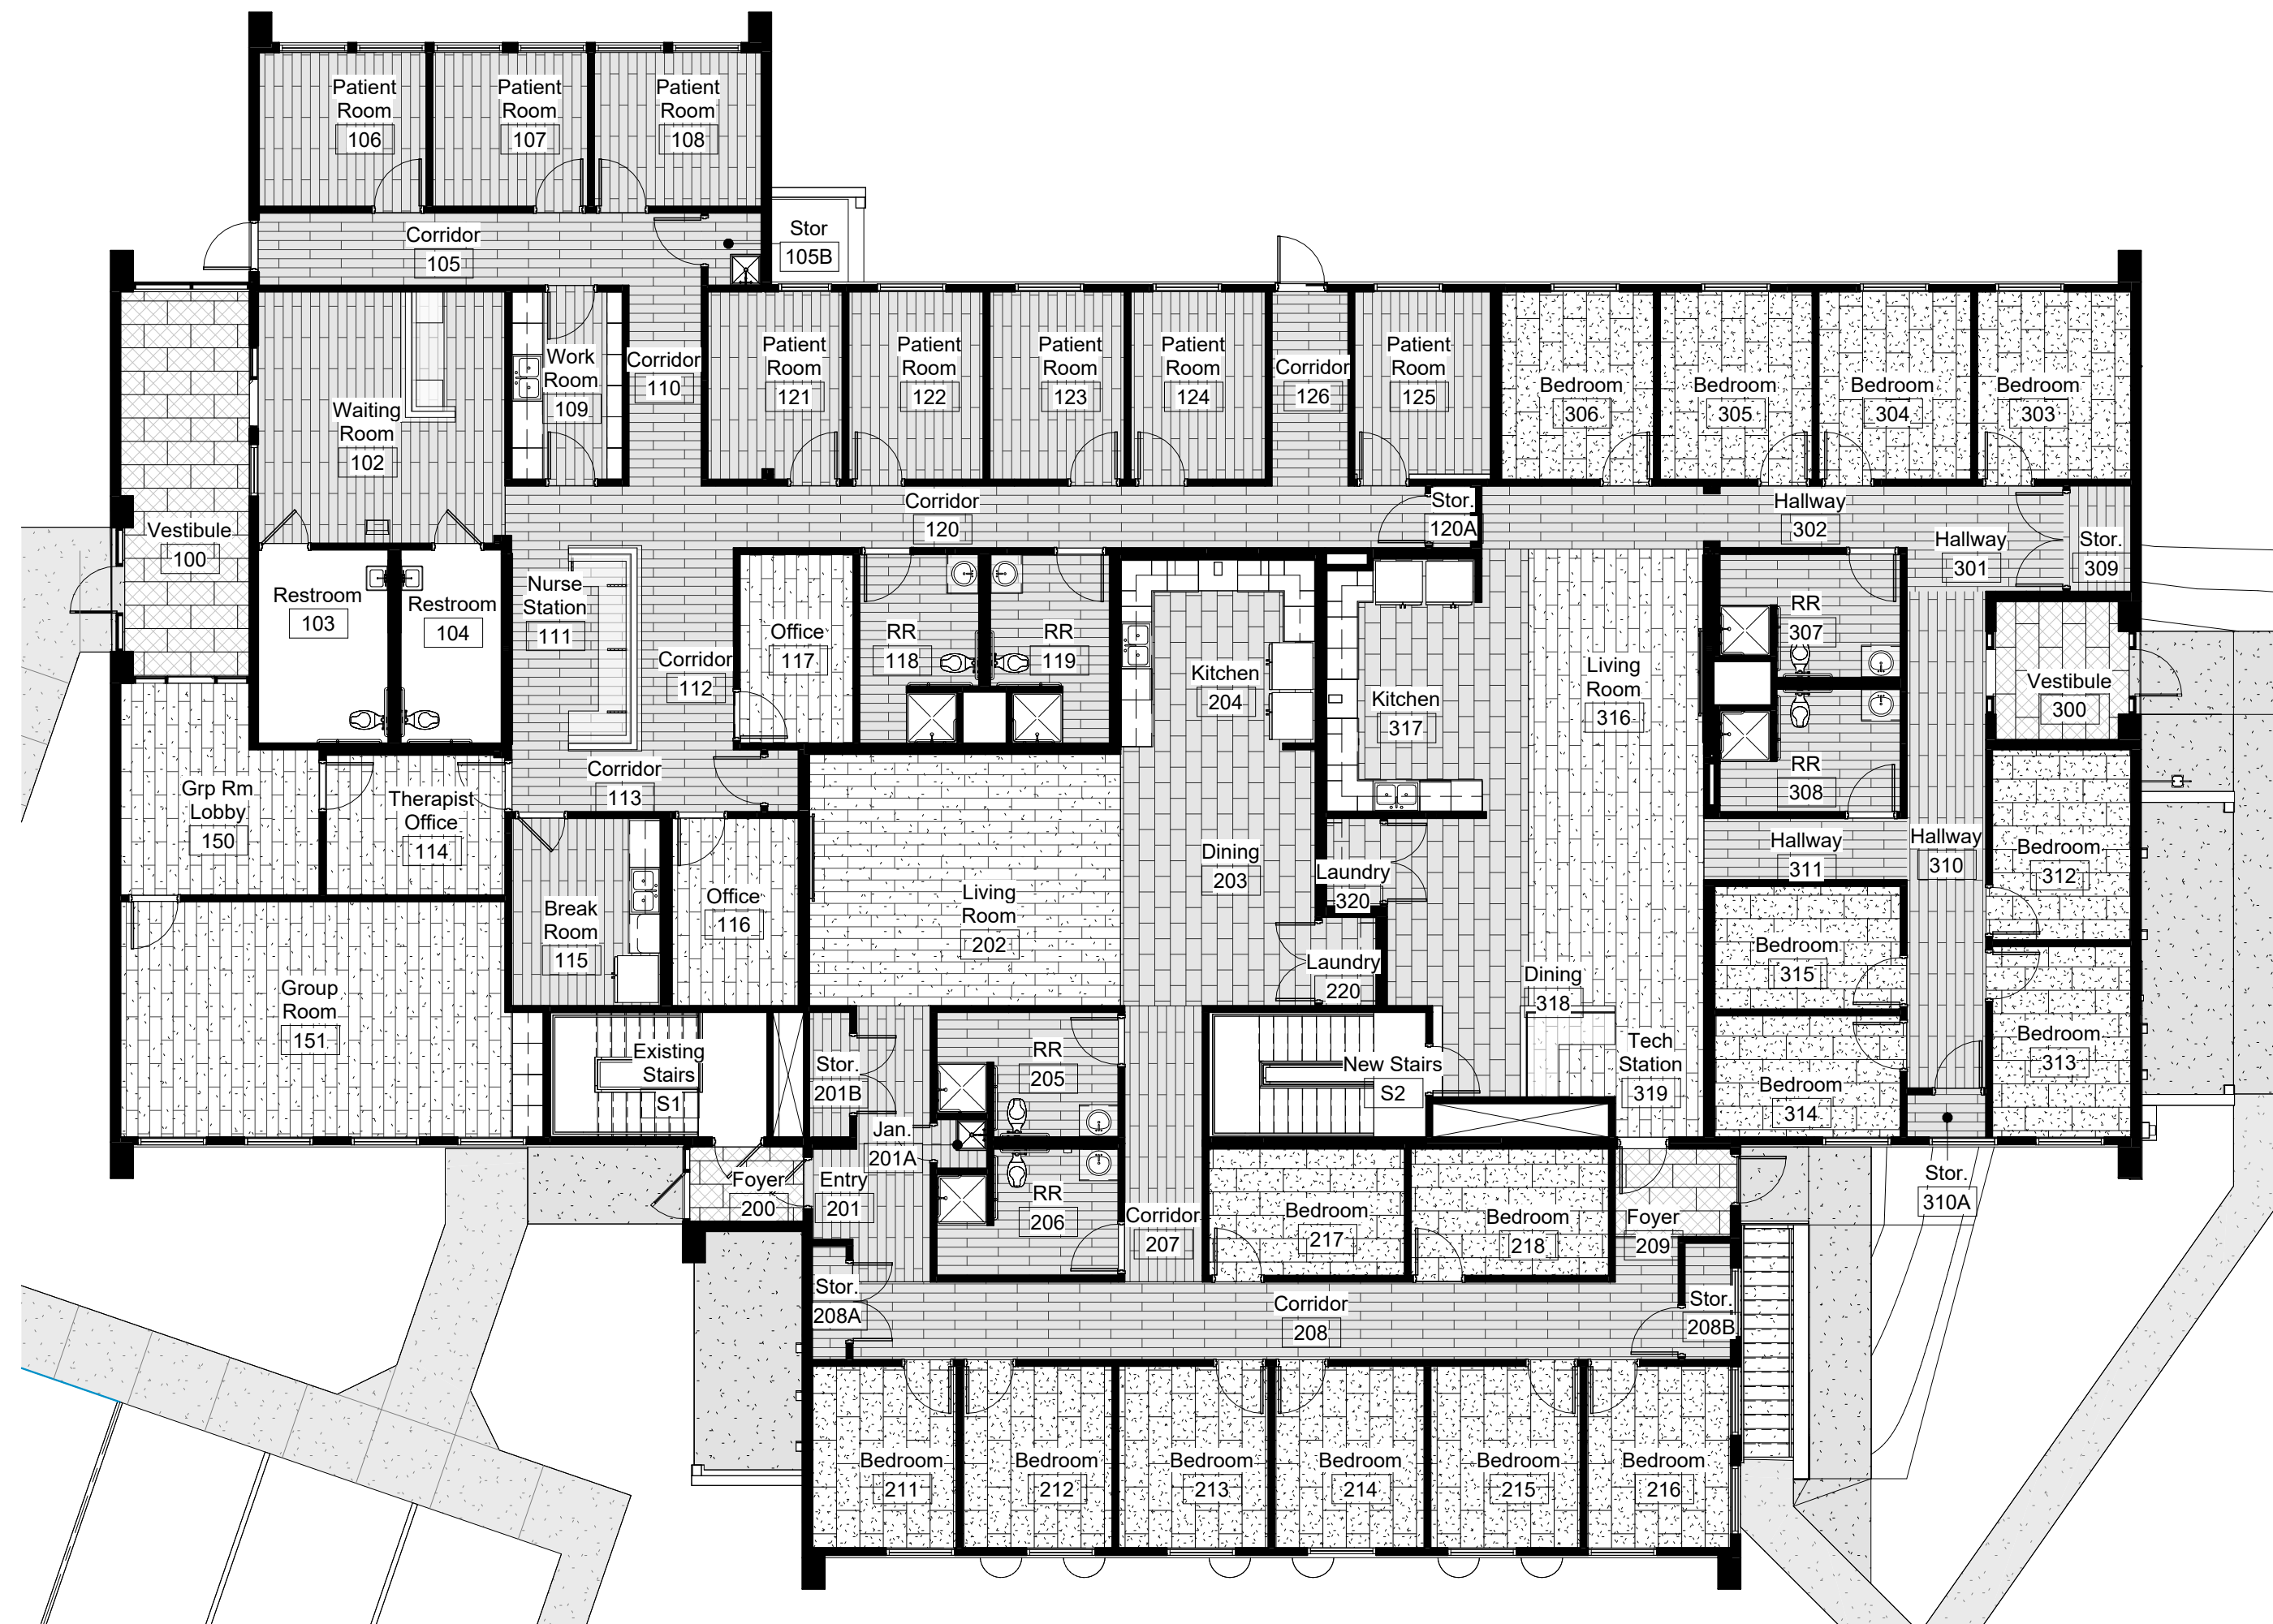 Patient
Room
106
Patient
Room
107
Patient
Room
108
Corridor
105
Stor
105B
Waiting
Room
102
Work
Room
109
Corridor
110
Patient
Room
121
Patient
Room
122
Patient
Room
123
Patient
Room
124
Corridor
126
Patient
Room
125
Bedroom
306
Bedroom
305
Bedroom
304
Bedroom
303
Vestibule
100
Corridor
120
Stor.
120A
Hallway
302
Hallway
301
Stor.
309
Restroom
103
Restroom
104
Nurse
Station
111
Corridor
112
Office
117
RR
118
RR
119
Kitchen
204
Kitchen
317
Living
Room
316
RR
307
Vestibule
300
RR
308
Grp Rm
Lobby
150
Therapist
Office
114
Corridor
113
Break
Room
115
Office
116
Living
Room
202
Dining
203
Laundry
320
Laundry
220
Hallway
311
Hallway
310
Bedroom
312
Bedroom
315
Bedroom
313
Bedroom
314
Dining
318
Tech
Station
319
Group
Room
151
Existing
Stairs
S1
Stor.
201B
Jan.
201A
RR
205
New Stairs
S2
Foyer
200
Entry
201
RR
206
Corridor
207
Bedroom
217
Bedroom
218
Foyer
209
Stor.
310A
Stor.
208A
Corridor
208
Stor.
208B
Bedroom
211
Bedroom
212
Bedroom
213
Bedroom
214
Bedroom
215
Bedroom
216